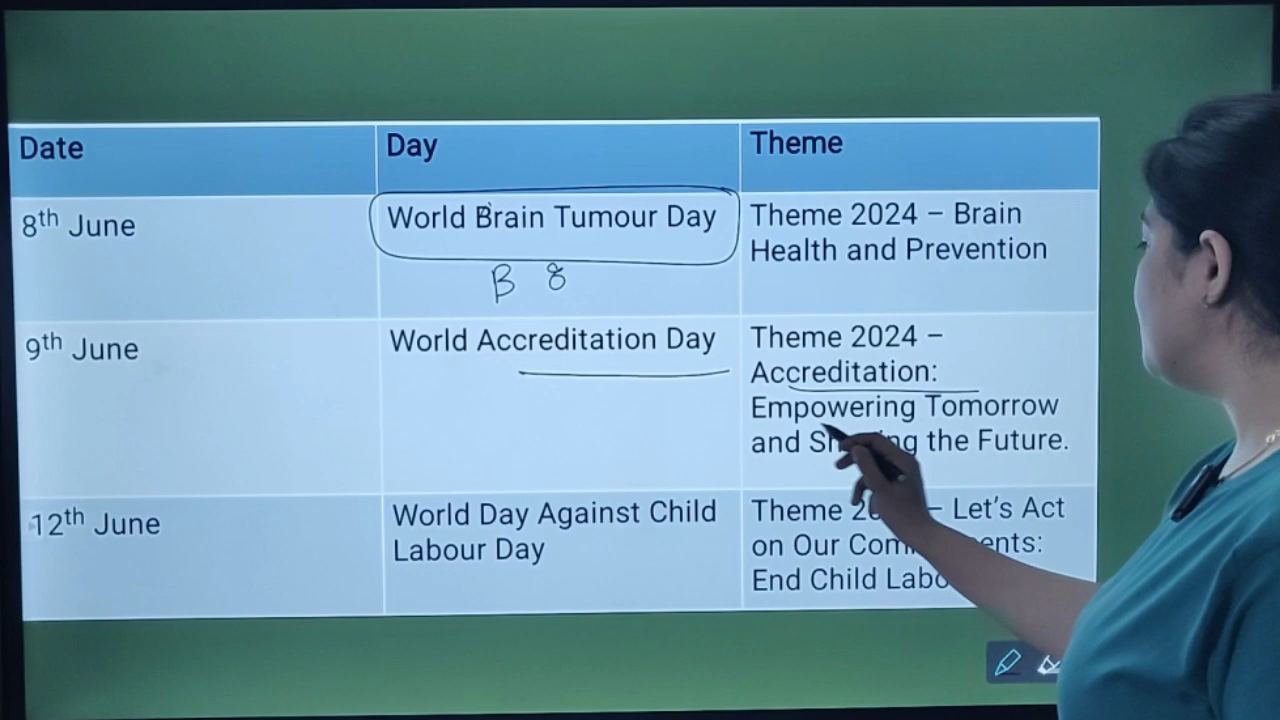 Date Day Theme
8th June World Brain Tumour Day Theme 2024 – Brain
Health and Prevention
B 8
9th June World Accreditation Day Theme 2024 –
Accreditation:
Empowering Tomorrow
and the Future.
12th June World Day Against Child Theme – Let's Act
Labour Day on Our
End Child